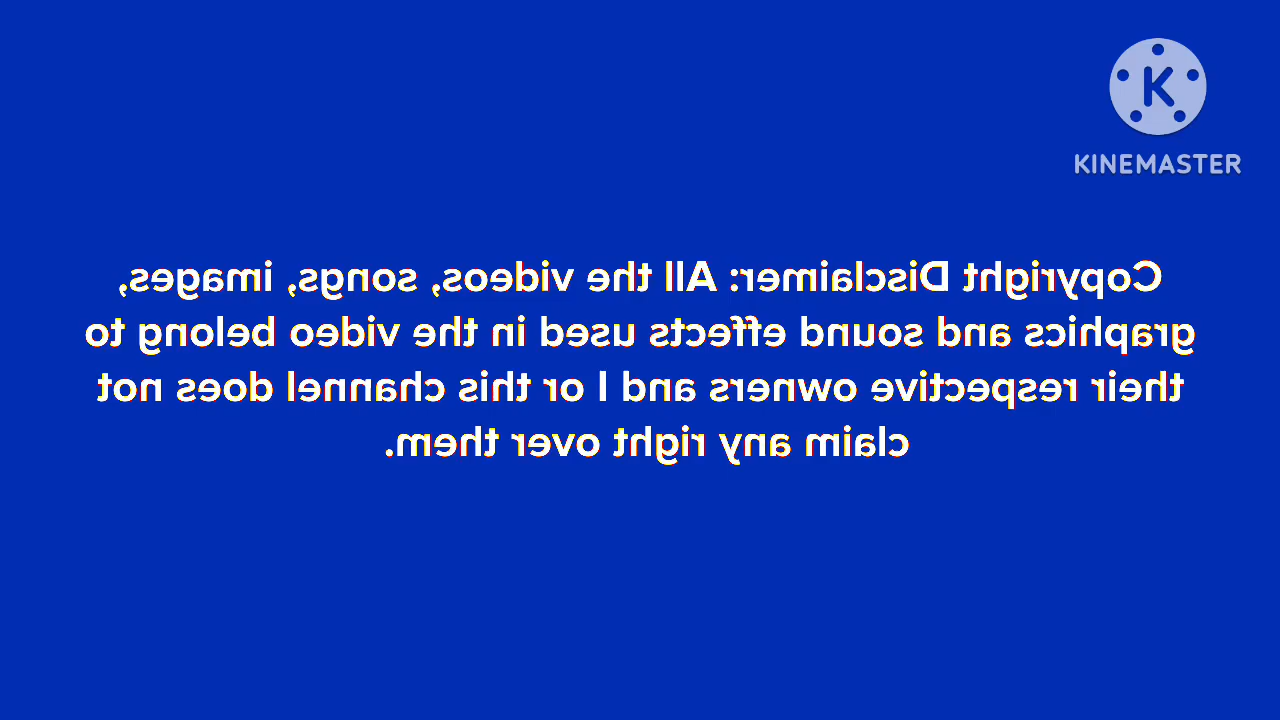 KINEMASTER
Copyright Disclaimer: All the videos, songs, images,
graphics and sound effects used in the video belong to
their respective owners and I or this channel does not
claim any right over them.